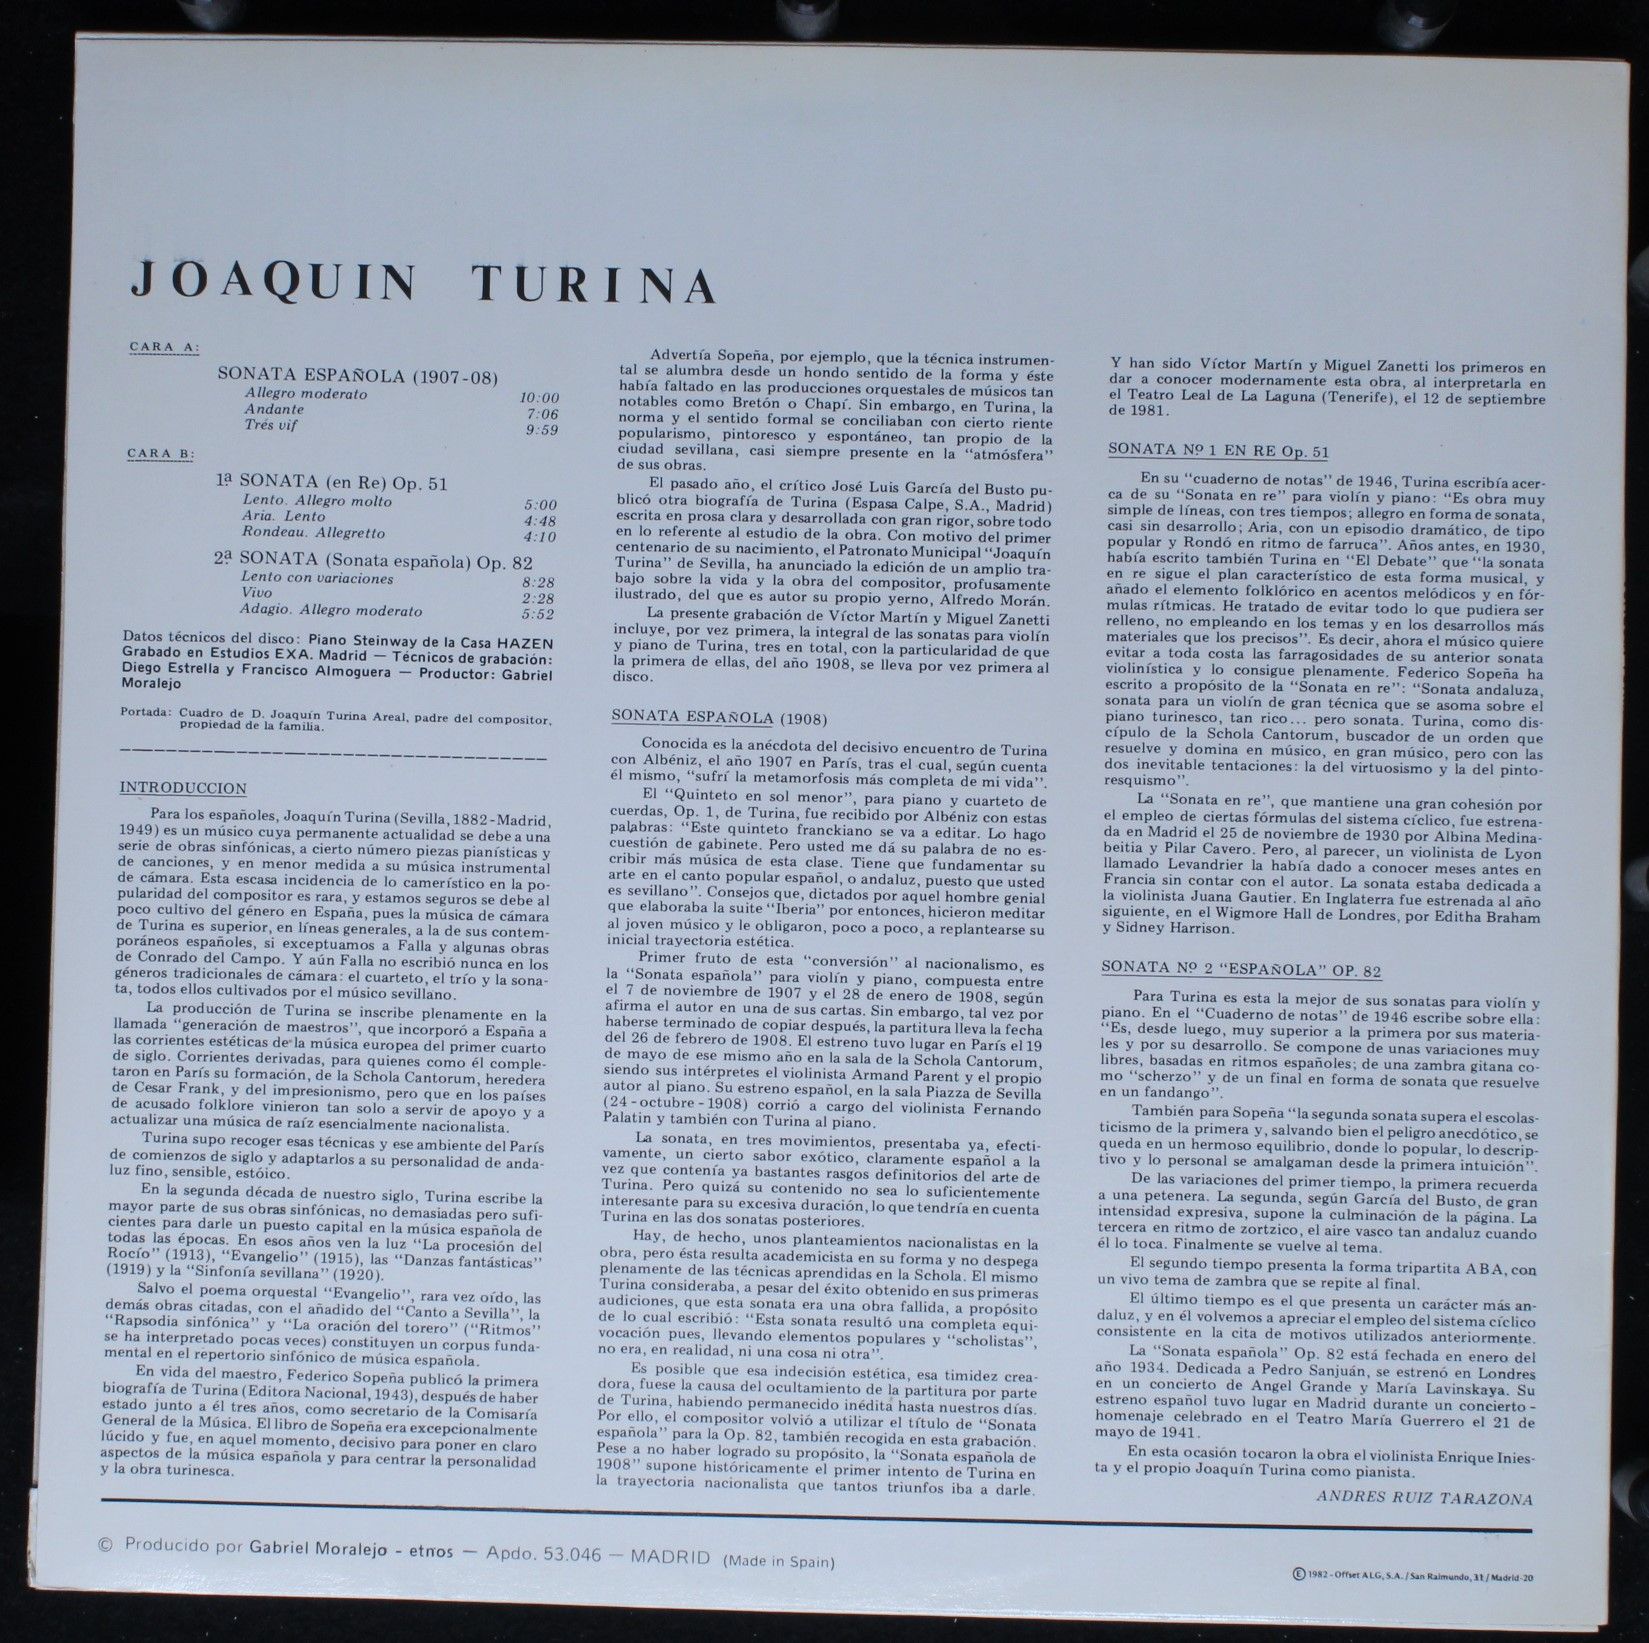 JOAQUIN TURINA
CARA A:
SONATA ESPAÑOLA (1907-08)
Allegro moderato 10:00
Andante 7:06
Trés vif 9:59
CARA B:
1ª SONATA (en Re) Op. 51
Lento. Allegro molto 5:00
Aria. Lento 4:48
Rondeau. Allegretto 4:10
2ª SONATA (Sonata española) Op. 82
Lento con variaciones 8:28
Vivo 2:28
Adagio. Allegro moderato 5:52
Datos técnicos del disco: Piano Steinway de la Casa HAZEN
Grabado en Estudios EXA. Madrid — Técnicos de grabación:
Diego Estrella y Francisco Almoguera — Productor: Gabriel
Moralejo
Portada: Cuadro de D. Joaquín Turina Areal, padre del compositor,
propiedad de la familia.
INTRODUCCION
Para los españoles, Joaquín Turina (Sevilla, 1882-Madrid,
1949) es un músico cuya permanente actualidad se debe a una
serie de obras sinfónicas, a cierto número piezas pianísticas y
de canciones, y en menor medida a su música instrumental
de cámara. Esta escasa incidencia de lo camerístico en la po-
pularidad del compositor es rara, y estamos seguros se debe al
poco cultivo del género en España, pues la música de cámara
de Turina es superior, en líneas generales, a la de sus contem-
poráneos españoles, si exceptuamos a Falla y algunas obras
de Conrado del Campo. Y aún Falla no escribió nunca en los
géneros tradicionales de cámara: el cuarteto, el trío y la sona-
ta, todos ellos cultivados por el músico sevillano.
La producción de Turina se inscribe plenamente en la
llamada “generación de maestros”, que incorporó a España a
las corrientes estéticas de la música europea del primer cuarto
de siglo. Corrientes derivadas, para quienes como él comple-
taron en París su formación, de la Schola Cantorum, heredera
de Cesar Frank, y del impresionismo, pero que en los países
de acusado folklore vinieron tan solo a servir de apoyo y a
actualizar una música de raíz esencialmente nacionalista.
Turina supo recoger esas técnicas y ese ambiente del París
de comienzos de siglo y adaptarlos a su personalidad de anda-
luz fino, sensible, estóico.
En la segunda década de nuestro siglo, Turina escribe la
mayor parte de sus obras sinfónicas, no demasiadas pero sufi-
cientes para darle un puesto capital en la música española de
todas las épocas. En esos años ven la luz “La procesión del
Rocío” (1913), “Evangelio” (1915), las “Danzas fantásticas”
(1919) y la “Sinfonía sevillana” (1920).
Salvo el poema orquestal “Evangelio”, rara vez oído, las
demás obras citadas, con el añadido del “Canto a Sevilla”, la
“Rapsodia sinfónica” y “La oración del torero” (“Ritmos”
se ha interpretado pocas veces) constituyen un corpus funda-
mental en el repertorio sinfónico de música española.
En vida del maestro, Federico Sopeña publicó la primera
biografía de Turina (Editora Nacional, 1943), después de haber
estado junto a él tres años, como secretario de la Comisaría
General de la Música. El libro de Sopeña era excepcionalmente
lúcido y fue, en aquel momento, decisivo para poner en claro
aspectos de la música española y para centrar la personalidad
y la obra turinesca.
Advertía Sopeña, por ejemplo, que la técnica instrumen-
tal se alumbra desde un hondo sentido de la forma y éste
había faltado en las producciones orquestales de músicos tan
notables como Bretón o Chapí. Sin embargo, en Turina, la
norma y el sentido formal se conciliaban con cierto riente
popularismo, pintoresco y espontáneo, tan propio de la
ciudad sevillana, casi siempre presente en la “atmósfera”
de sus obras.
El pasado año, el crítico José Luis García del Busto pu-
blicó otra biografía de Turina (Espasa Calpe, S.A., Madrid)
escrita en prosa clara y desarrollada con gran rigor, sobre todo
en lo referente al estudio de la obra. Con motivo del primer
centenario de su nacimiento, el Patronato Municipal “Joaquín
Turina” de Sevilla, ha anunciado la edición de un amplio tra-
bajo sobre la vida y la obra del compositor, profusamente
ilustrado, del que es autor su propio yerno, Alfredo Morán.
La presente grabación de Víctor Martín y Miguel Zanetti
incluye, por vez primera, la integral de las sonatas para violín
y piano de Turina, tres en total, con la particularidad de que
la primera de ellas, del año 1908, se lleva por vez primera al
disco.
SONATA ESPAÑOLA (1908)
Conocida es la anécdota del decisivo encuentro de Turina
con Albéniz, el año 1907 en París, tras el cual, según cuenta
él mismo, “sufrí la metamorfosis más completa de mi vida”.
El “Quinteto en sol menor”, para piano y cuarteto de
cuerdas, Op. 1, de Turina, fue recibido por Albéniz con estas
palabras: “Este quinteto franckiano se va a editar. Lo hago
cuestión de gabinete. Pero usted me dá su palabra de no es-
cribir más música de esta clase. Tiene que fundamentar su
arte en el canto popular español, o andaluz, puesto que usted
es sevillano”. Consejos que, dictados por aquel hombre genial
que elaboraba la suite “Iberia” por entonces, hicieron meditar
al joven músico y le obligaron, poco a poco, a replantearse su
inicial trayectoria estética.
Primer fruto de esta “conversión” al nacionalismo, es
la “Sonata española” para violín y piano, compuesta entre
el 7 de noviembre de 1907 y el 28 de enero de 1908, según
afirma el autor en una de sus cartas. Sin embargo, tal vez por
haberse terminado de copiar después, la partitura lleva la fecha
del 26 de febrero de 1908. El estreno tuvo lugar en París el 19
de mayo de ese mismo año en la sala de la Schola Cantorum,
siendo sus intérpretes el violinista Armand Parent y el propio
autor al piano. Su estreno español, en la sala Piazza de Sevilla
(24-octubre-1908) corrió a cargo del violinista Fernando
Palatin y también con Turina al piano.
La sonata, en tres movimientos, presentaba ya, efecti-
vamente, un cierto sabor exótico, claramente español a la
vez que contenía ya bastantes rasgos definitorios del arte de
Turina. Pero quizá su contenido no sea lo suficientemente
interesante para su excesiva duración, lo que tendría en cuenta
Turina en las dos sonatas posteriores.
Hay, de hecho, unos planteamientos nacionalistas en la
obra, pero ésta resulta academicista en su forma y no despega
plenamente de las técnicas aprendidas en la Schola. El mismo
Turina consideraba, a pesar del éxito obtenido en sus primeras
audiciones, que esta sonata era una obra fallida, a propósito
de lo cual escribió: “Esta sonata resultó una completa equi-
vocación pues, llevando elementos populares y “scholistas”,
no era, en realidad, ni una cosa ni otra”.
Es posible que esa indecisión estética, esa timidez crea-
dora, fuese la causa del ocultamiento de la partitura por parte
de Turina, habiendo permanecido inédita hasta nuestros días.
Por ello, el compositor volvió a utilizar el título de “Sonata
española” para la Op. 82, también recogida en esta grabación.
Pese a no haber logrado su propósito, la “Sonata española de
1908” supone históricamente el primer intento de Turina en
la trayectoria nacionalista que tantos triunfos iba a darle.
Y han sido Víctor Martín y Miguel Zanetti los primeros en
dar a conocer modernamente esta obra, al interpretarla en
el Teatro Leal de La Laguna (Tenerife), el 12 de septiembre
de 1981.
SONATA Nº 1 EN RE Op. 51
En su “cuaderno de notas” de 1946, Turina escribía acer-
ca de su “Sonata en re” para violín y piano: “Es obra muy
simple de líneas, con tres tiempos; allegro en forma de sonata,
casi sin desarrollo; Aria, con un episodio dramático, de tipo
popular y Rondó en ritmo de farruca”. Años antes, en 1930,
había escrito también Turina en “El Debate” que “la sonata
en re sigue el plan característico de esta forma musical, y
añado el elemento folklórico en acentos melódicos y en fór-
mulas rítmicas. He tratado de evitar todo lo que pudiera ser
relleno, no empleando en los temas y en los desarrollos más
materiales que los precisos”. Es decir, ahora el músico quiere
evitar a toda costa las farragosidades de su anterior sonata
violinística y lo consigue plenamente. Federico Sopeña ha
escrito a propósito de la “Sonata en re”: “Sonata andaluza,
sonata para un violín de gran técnica que se asoma sobre el
piano turinesco, tan rico... pero sonata. Turina, como dis-
cípulo de la Schola Cantorum, buscador de un orden que
resuelve y domina en músico, en gran músico, pero con las
dos inevitable tentaciones: la del virtuosismo y la del pinto-
resquismo”.
La “Sonata en re”, que mantiene una gran cohesión por
el empleo de ciertas fórmulas del sistema cíclico, fue estrena-
da en Madrid el 25 de noviembre de 1930 por Albina Medina-
beitia y Pilar Cavero. Pero, al parecer, un violinista de Lyon
llamado Levandrier la había dado a conocer meses antes en
Francia sin contar con el autor. La sonata estaba dedicada a
la violinista Juana Gautier. En Inglaterra fue estrenada al año
siguiente, en el Wigmore Hall de Londres, por Editha Braham
y Sidney Harrison.
SONATA Nº 2 “ESPAÑOLA” OP. 82
Para Turina es esta la mejor de sus sonatas para violín y
piano. En el “Cuaderno de notas” de 1946 escribe sobre ella:
“Es, desde luego, muy superior a la primera por sus materia-
les y por su desarrollo. Se compone de unas variaciones muy
libres, basadas en ritmos españoles; de una zambra gitana co-
mo “scherzo” y de un final en forma de sonata que resuelve
en un fandango”.
También para Sopeña “la segunda sonata supera el escolas-
ticismo de la primera y, salvando bien el peligro anecdótico, se
queda en un hermoso equilibrio, donde lo popular, lo descrip-
tivo y lo personal se amalgaman desde la primera intuición”.
De las variaciones del primer tiempo, la primera recuerda
a una petenera. La segunda, según García del Busto, de gran
intensidad expresiva, supone la culminación de la página. La
tercera en ritmo de zortzico, el aire vasco tan andaluz cuando
él lo toca. Finalmente se vuelve al tema.
El segundo tiempo presenta la forma tripartita ABA, con
un vivo tema de zambra que se repite al final.
El último tiempo es el que presenta un carácter más an-
daluz, y en él volvemos a apreciar el empleo del sistema cíclico
consistente en la cita de motivos utilizados anteriormente.
La “Sonata española” Op. 82 está fechada en enero del
año 1934. Dedicada a Pedro Sanjuán, se estrenó en Londres
en un concierto de Angel Grande y María Lavinskaya. Su
estreno español tuvo lugar en Madrid durante un concierto-
homenaje celebrado en el Teatro María Guerrero el 21 de
mayo de 1941.
En esta ocasión tocaron la obra el violinista Enrique Inies-
ta y el propio Joaquín Turina como pianista.
ANDRES RUIZ TARAZONA
© Producido por Gabriel Moralejo - etnos — Apdo. 53.046 — MADRID (Made in Spain)
Ⓔ 1982 - Offset ALG, S.A. / San Raimundo, 31 / Madrid-20